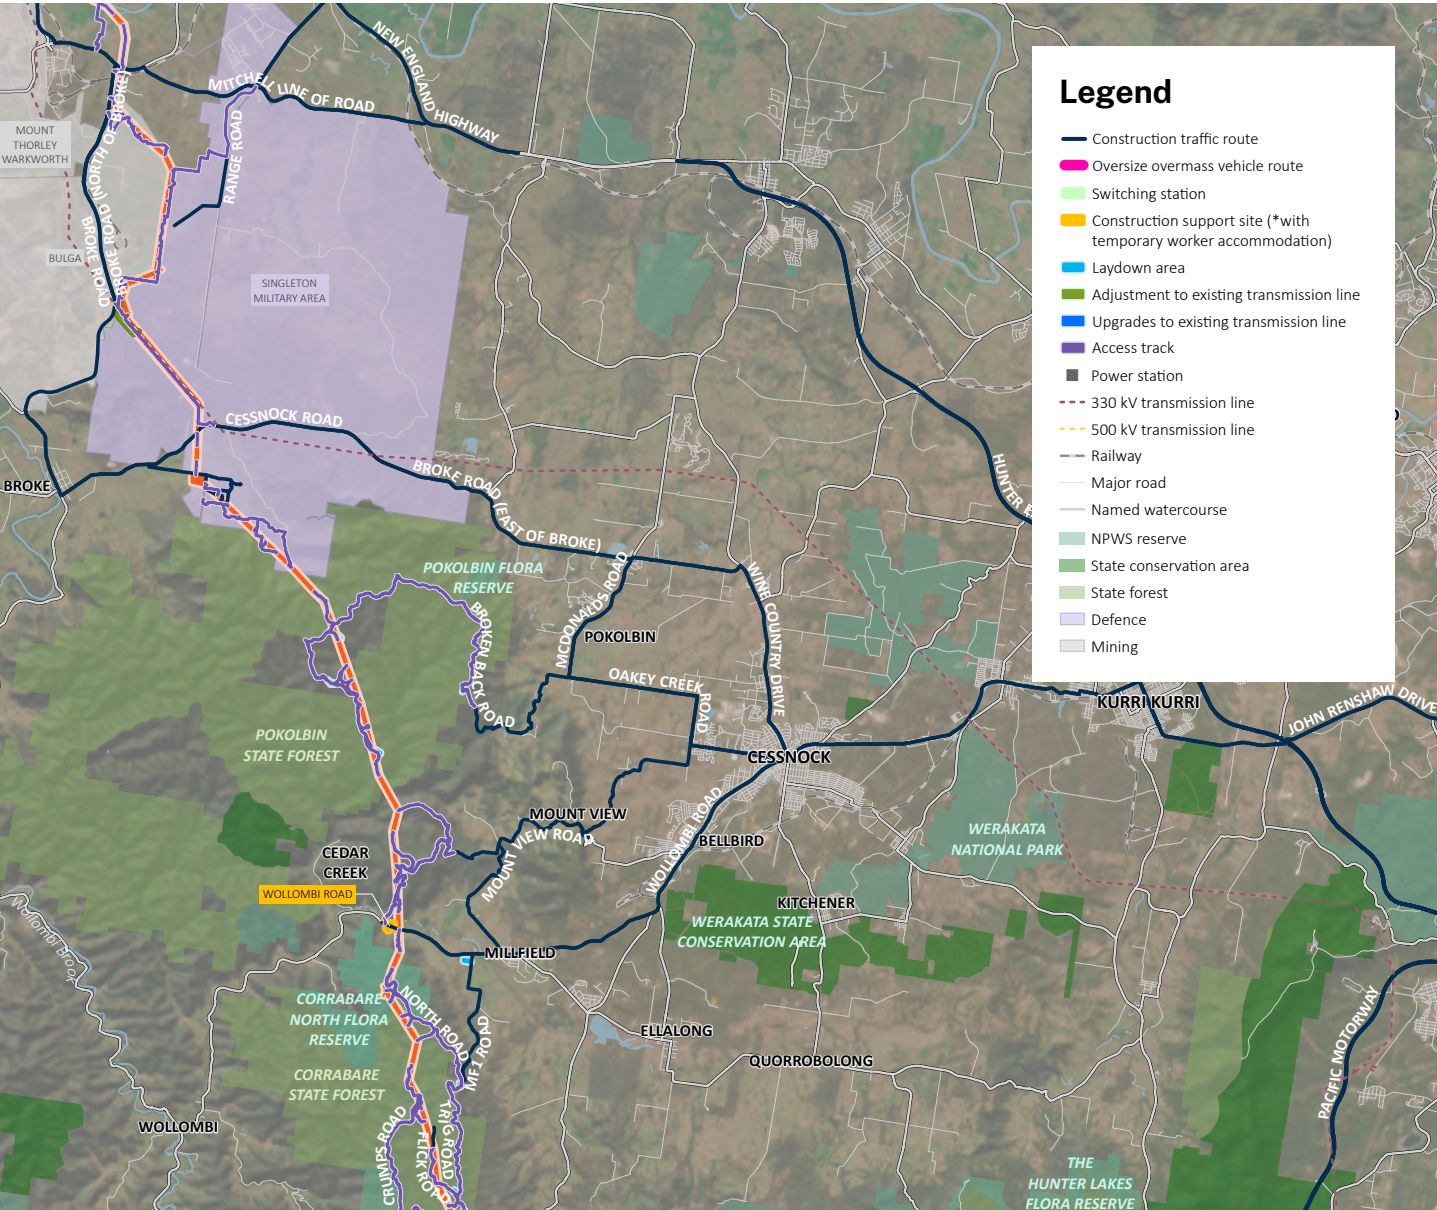 NEW ENGLAND
HIGHWAY
MITCHELL LINE OF ROAD
MOUNT
THORLEY
WARKWORTH
BROKE ROAD (NORTH OF BROKE)
RANGE ROAD
BROKE ROAD
BULGA
SINGLETON
MILITARY AREA
CESSNOCK ROAD
BROKE
BROKE ROAD (EAST OF BROKE)
HUNTER E
POKOLBIN FLORA
RESERVE
MCDONALDS ROAD
WINE COUNTRY DRIVE
BROKEN BACK
ROAD
POKOLBIN
OAKEY CREEK
ROAD
POKOLBIN
STATE FOREST
CESSNOCK
KURRI KURRI
JOHN RENSHAW DRIVE
MOUNT VIEW
MOUNT VIEW ROAD
WOLLOMBI ROAD
BELLBIRD
WERAKATA
NATIONAL PARK
CEDAR
CREEK
WOLLOMBI ROAD
KITCHENER
WERAKATA STATE
CONSERVATION AREA
Wollombi Brook
MILLFIELD
CORRABARE
NORTH FLORA
RESERVE
NORTH ROAD
MF1 ROAD
ELLALONG
QUORROBOLONG
PACIFIC MOTORWAY
CORRABARE
STATE FOREST
WOLLOMBI
CRUMPS ROAD
FLICK ROAD
TRIG ROAD
THE
HUNTER LAKES
FLORA RESERVE
Legend
Construction traffic route
Oversize overmass vehicle route
Switching station
Construction support site (*with
temporary worker accommodation)
Laydown area
Adjustment to existing transmission line
Upgrades to existing transmission line
Access track
Power station
330 kV transmission line
500 kV transmission line
Railway
Major road
Named watercourse
NPWS reserve
State conservation area
State forest
Defence
Mining